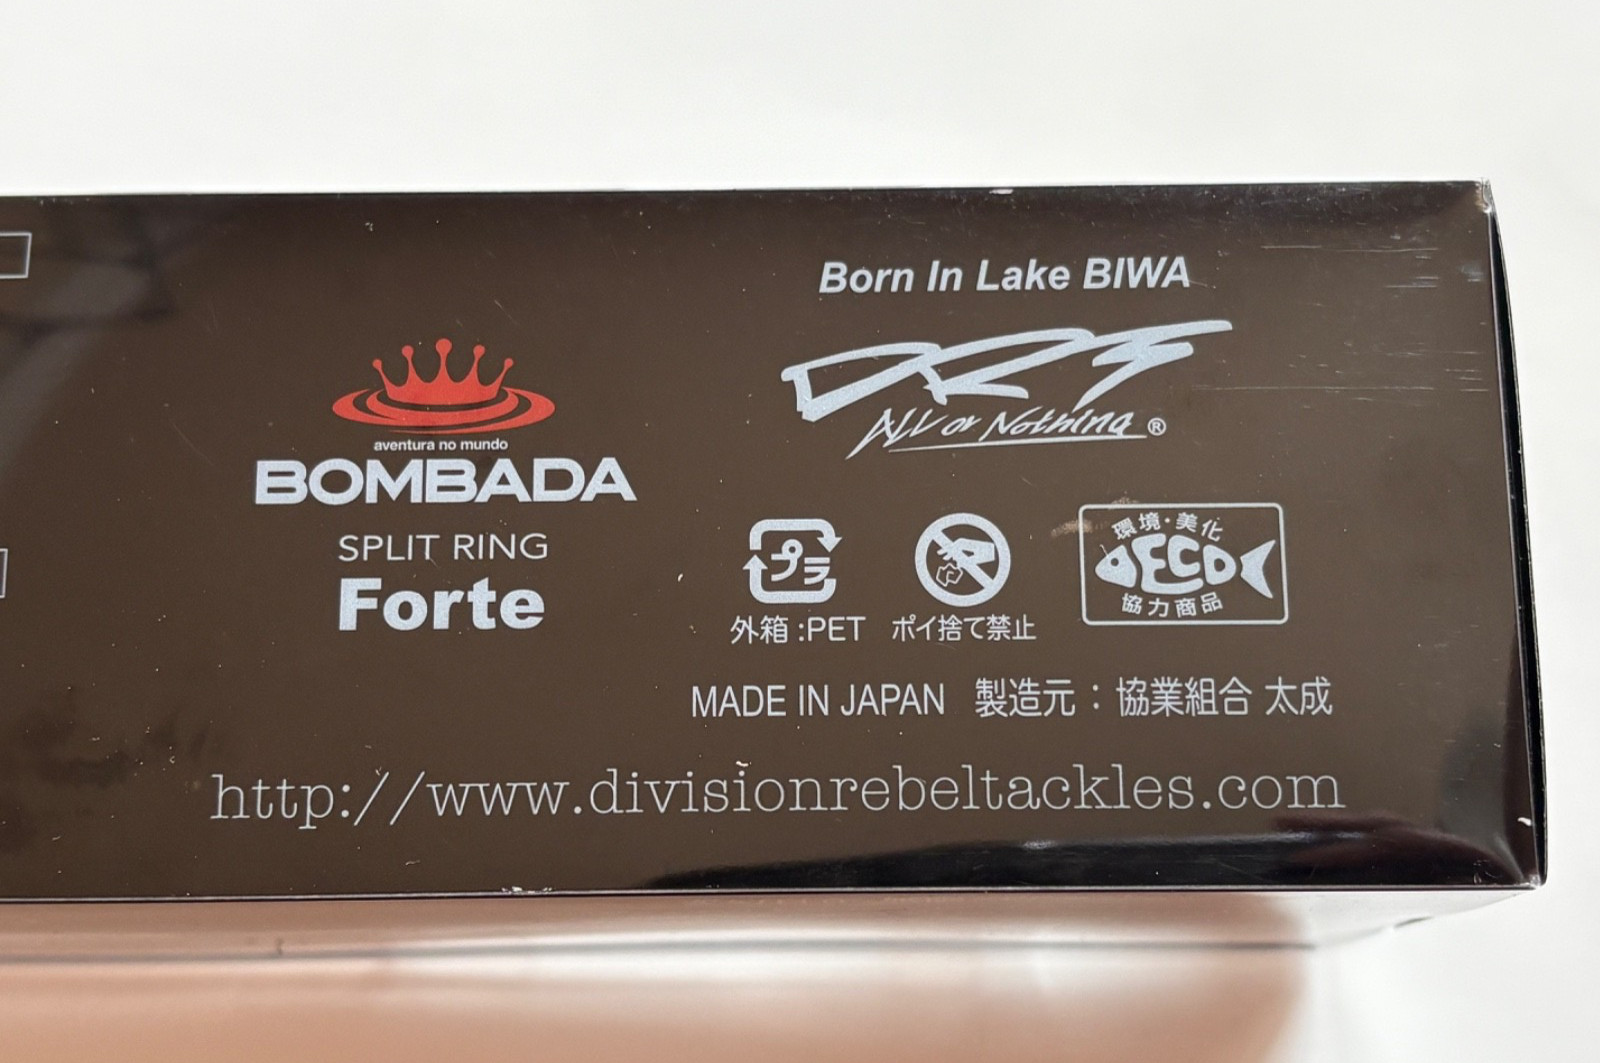 Born In Lake BIWA
DRT
ALL or Nothing ®
aventura no mundo
BOMBADA
SPLIT RING
Forte
プラ
外箱:PET
ポイ捨て禁止
環境・美化
ECO
協力商品
MADE IN JAPAN 製造元：協業組合 太成
http://www.divisionrebeltackles.com